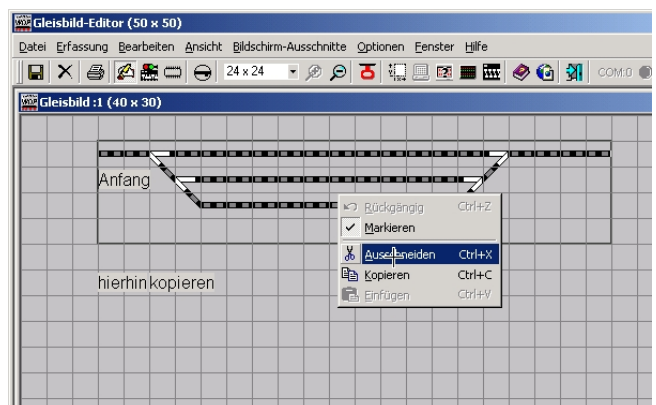 Gleisbild-Editor (50 x 50)
Datei Erfassung Bearbeiten Ansicht Bildschirm-Ausschnitte Optionen Fenster Hilfe
24 x 24 COM:0
Gleisbild :1 (40 x 30)
Anfang
Rückgängig Ctrl+Z
Markieren
Ausschneiden Ctrl+X
Kopieren Ctrl+C
Einfügen Ctrl+V
hierhin kopieren